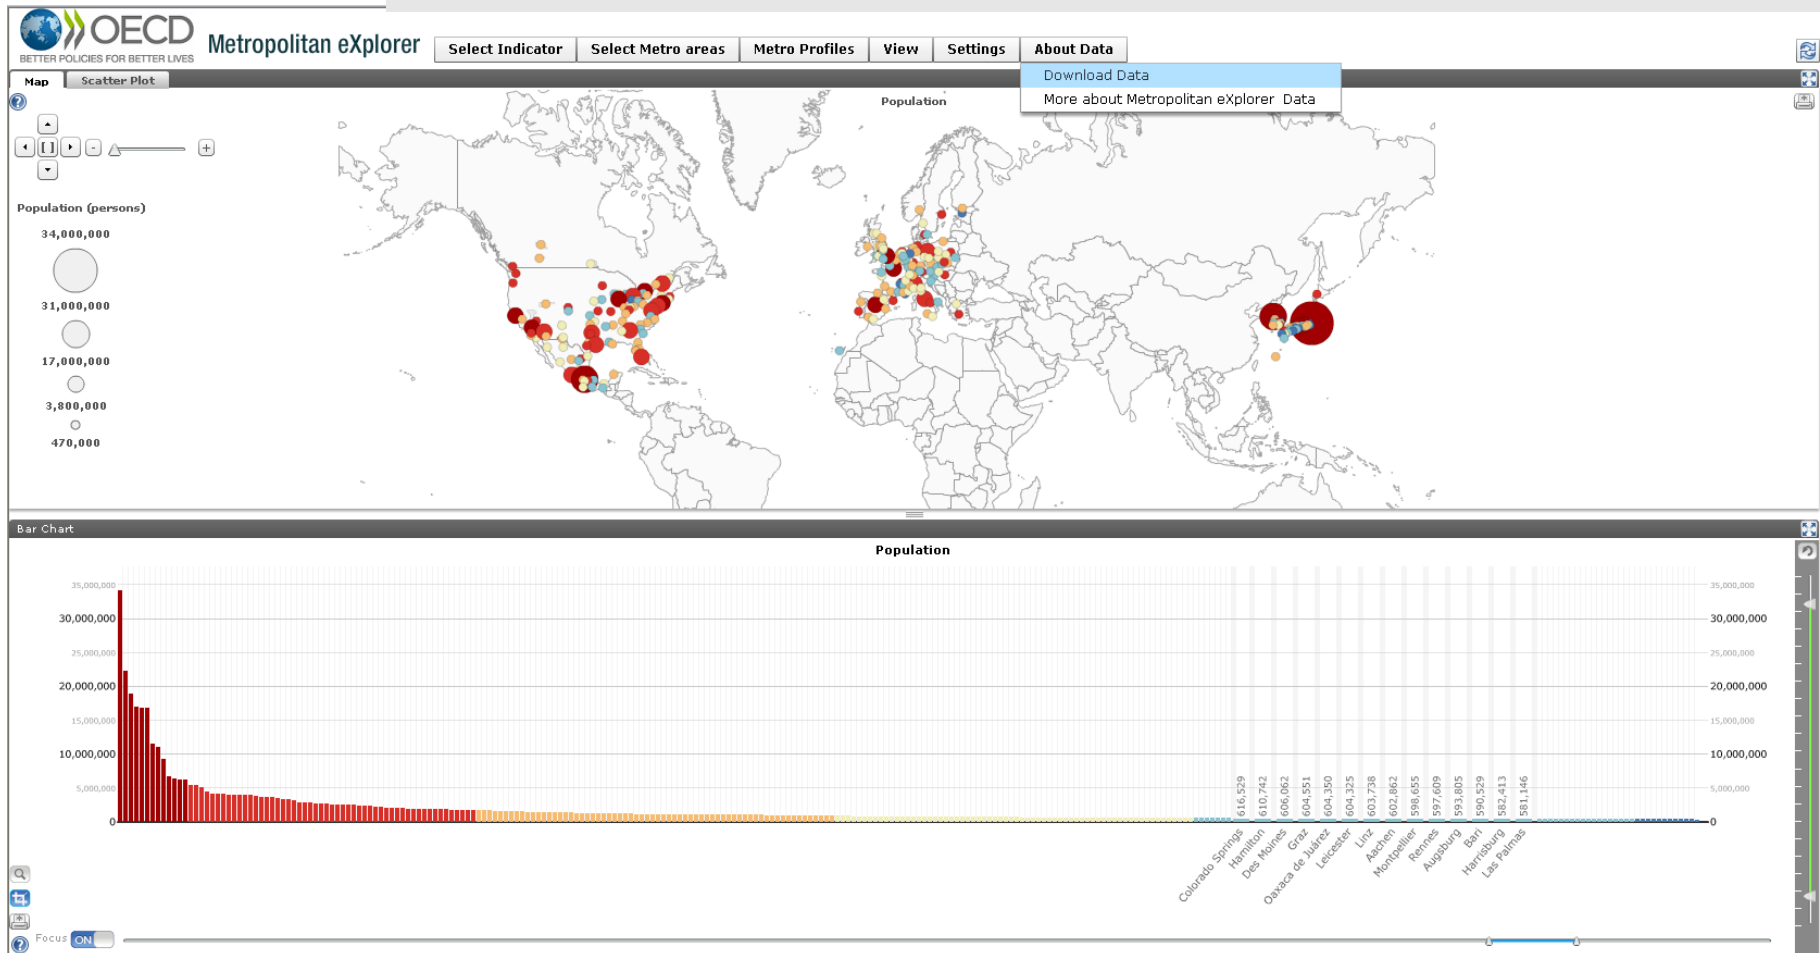 OECD
BETTER POLICIES FOR BETTER LIVES
Metropolitan eXplorer
Select Indicator
Select Metro areas
Metro Profiles
View
Settings
About Data
Download Data
More about Metropolitan eXplorer Data
Map
Scatter Plot
?
Population
[ ]
-
+
Population (persons)
34,000,000
31,000,000
17,000,000
3,800,000
470,000
Bar Chart
Population
35,000,000
30,000,000
25,000,000
20,000,000
15,000,000
10,000,000
5,000,000
0
35,000,000
30,000,000
25,000,000
20,000,000
15,000,000
10,000,000
5,000,000
0
616,529
610,742
606,062
604,551
604,350
604,325
603,738
602,862
598,655
597,609
593,805
590,529
582,413
581,146
Colorado Springs
Hamilton
Des Moines
Graz
Oaxaca de Juárez
Leicester
Linz
Aachen
Montpellier
Rennes
Augsburg
Bari
Harrisburg
Las Palmas
?
Focus
ON